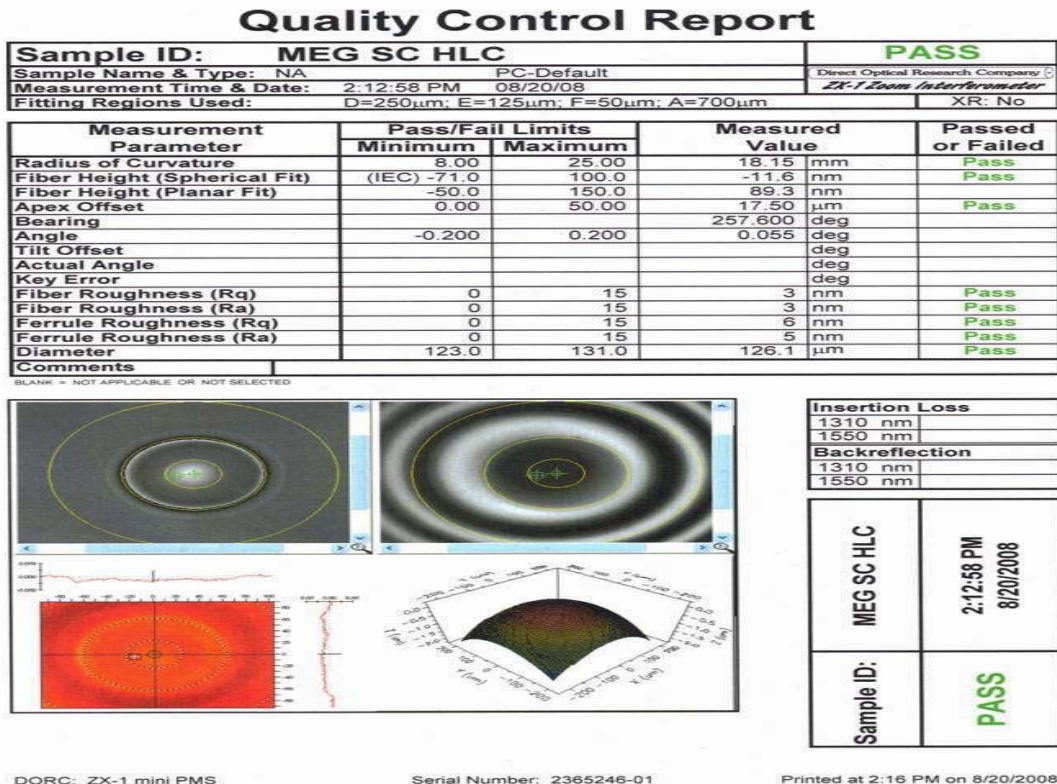 Quality Control Report
Sample ID: MEG SC HLC PASS
Sample Name & Type: NA PC-Default Direct Optical Research Company
Measurement Time & Date: 2:12:58 PM 08/20/08 ZX-1 Zoom Interferometer
Fitting Regions Used: D=250µm; E=125µm; F=50µm; A=700µm XR: No
Measurement Parameter Pass/Fail Limits Minimum Maximum Measured Value Passed or Failed
Radius of Curvature 8.00 25.00 18.15 mm Pass
Fiber Height (Spherical Fit) (IEC) -71.0 100.0 -11.6 nm Pass
Fiber Height (Planar Fit) -50.0 150.0 89.3 nm
Apex Offset 0.00 50.00 17.50 µm Pass
Bearing 257.600 deg
Angle -0.200 0.200 0.055 deg
Tilt Offset deg
Actual Angle deg
Key Error deg
Fiber Roughness (Rq) 0 15 3 nm Pass
Fiber Roughness (Ra) 0 15 3 nm Pass
Ferrule Roughness (Rq) 0 15 6 nm Pass
Ferrule Roughness (Ra) 0 15 5 nm Pass
Diameter 123.0 131.0 126.1 µm Pass
Comments
BLANK = NOT APPLICABLE OR NOT SELECTED
Insertion Loss
1310 nm
1550 nm
Backreflection
1310 nm
1550 nm
Sample ID: MEG SC HLC
PASS 2:12:58 PM
8/20/2008
DORC: ZX-1 mini PMS Serial Number: 2365246-01 Printed at 2:16 PM on 8/20/2008